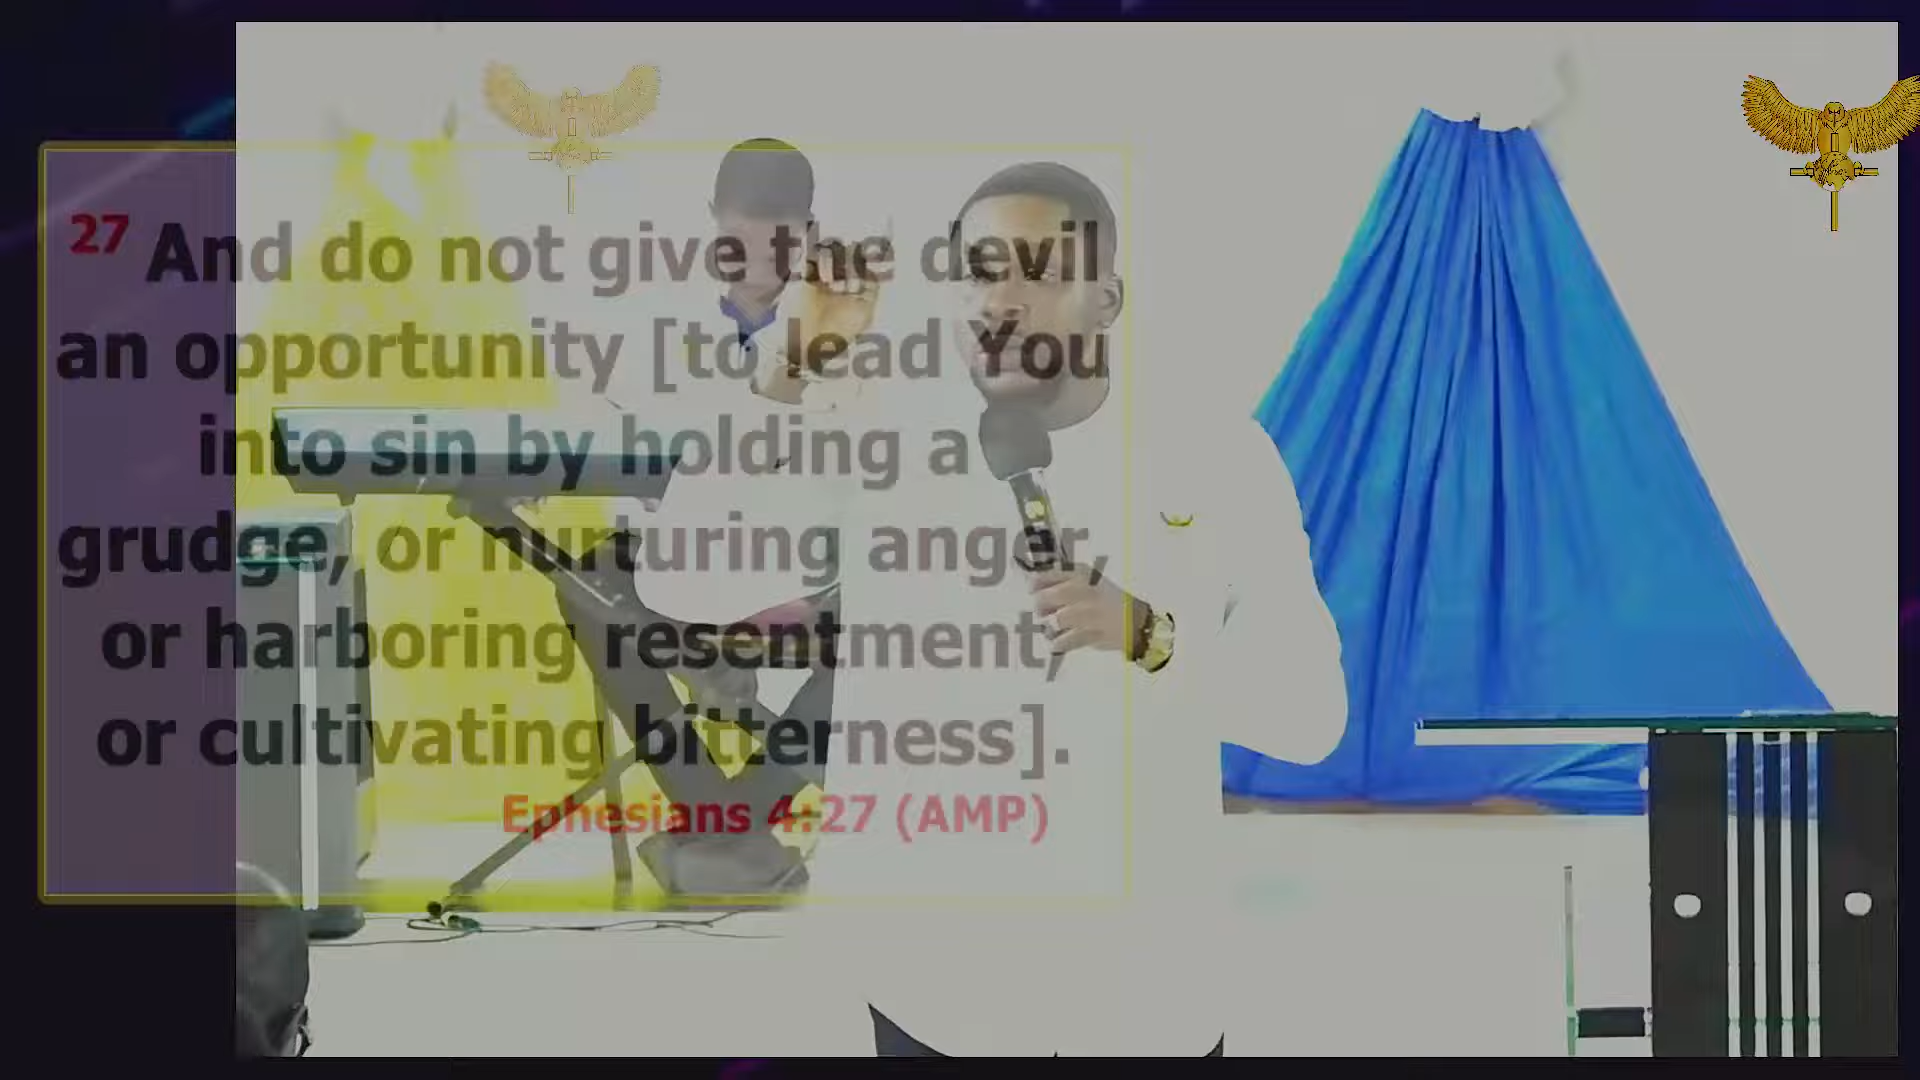 27 And do not give the devil
an opportunity [to lead You
into sin by holding a
grudge, or nurturing anger,
or harboring resentment,
or cultivating bitterness].
Ephesians 4:27 (AMP)